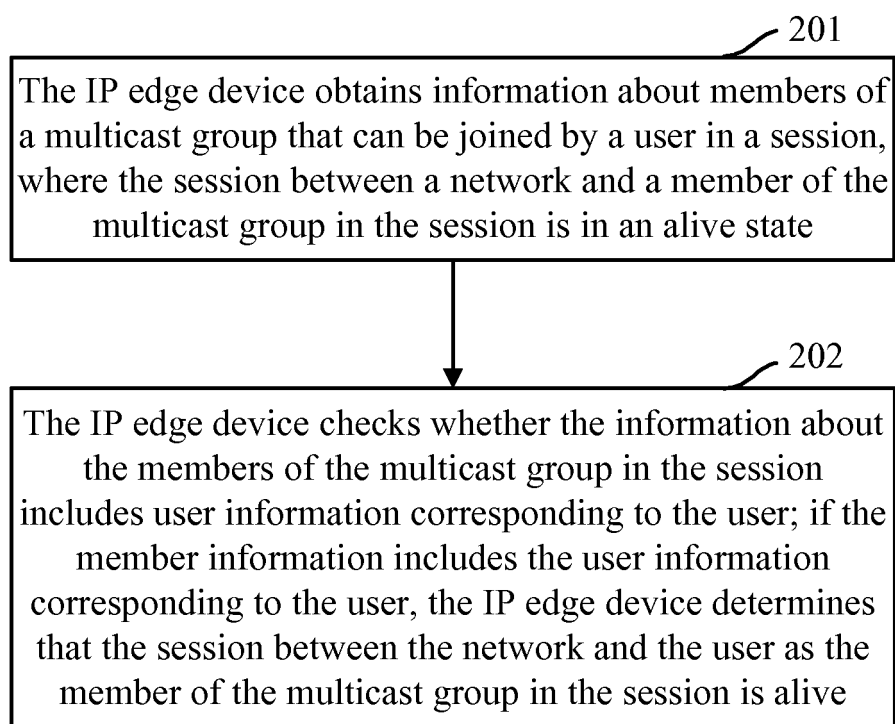 201
The IP edge device obtains information about members of
a multicast group that can be joined by a user in a session,
where the session between a network and a member of the
multicast group in the session is in an alive state
202
The IP edge device checks whether the information about
the members of the multicast group in the session
includes user information corresponding to the user; if the
member information includes the user information
corresponding to the user, the IP edge device determines
that the session between the network and the user as the
member of the multicast group in the session is alive